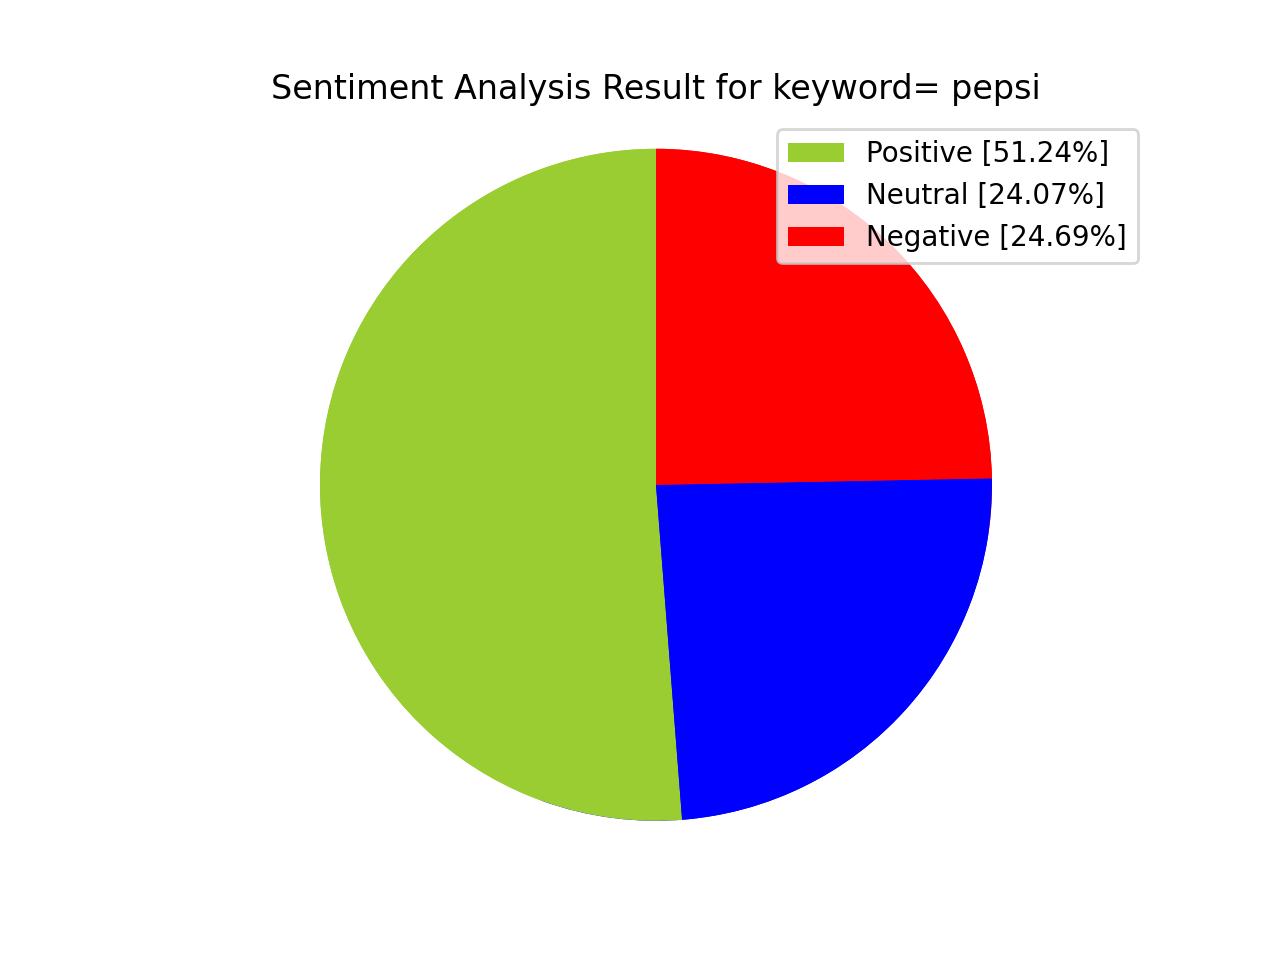 Sentiment Analysis Result for keyword= pepsi
Positive [51.24%]
Neutral [24.07%]
Negative [24.69%]